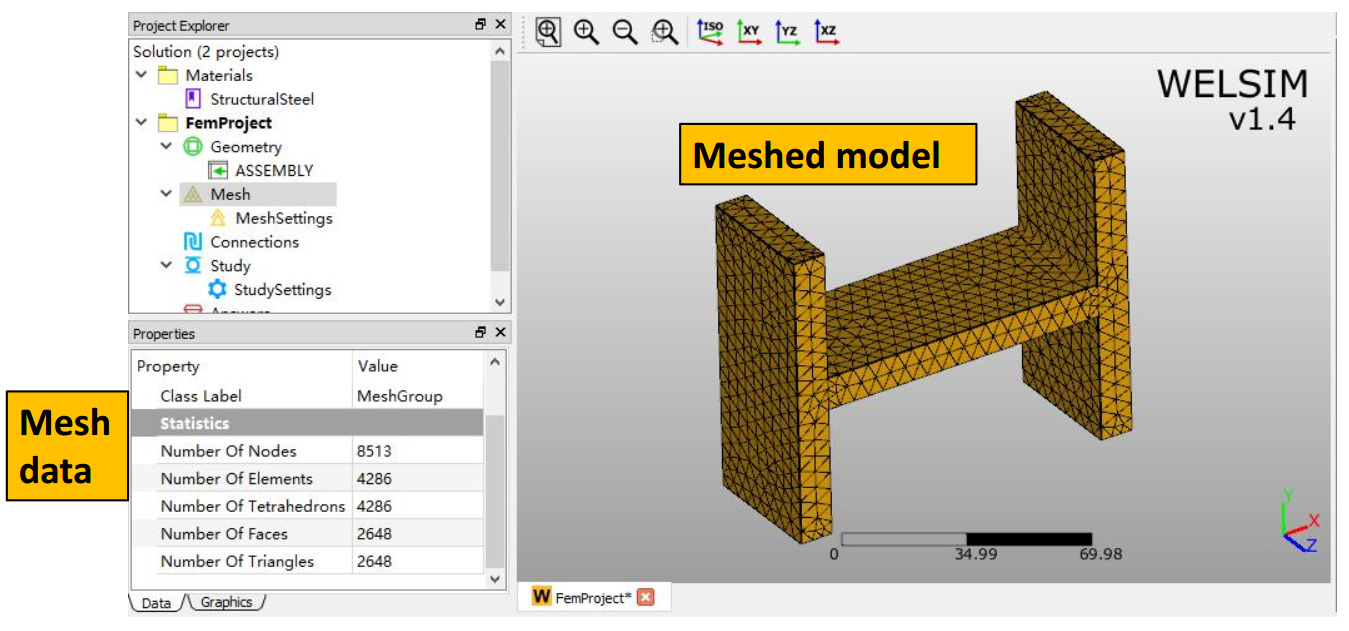 Project Explorer
Solution (2 projects)
Materials
StructuralSteel
FemProject
Geometry
ASSEMBLY
Mesh
MeshSettings
Connections
Study
StudySettings
Properties
Property Value
Class Label MeshGroup
Statistics
Number Of Nodes 8513
Number Of Elements 4286
Number Of Tetrahedrons 4286
Number Of Faces 2648
Number Of Triangles 2648
Data Graphics
Mesh
data
ISO XY YZ XZ
WELSIM
v1.4
Meshed model
0 34.99 69.98
Y
X
Z
W FemProject*